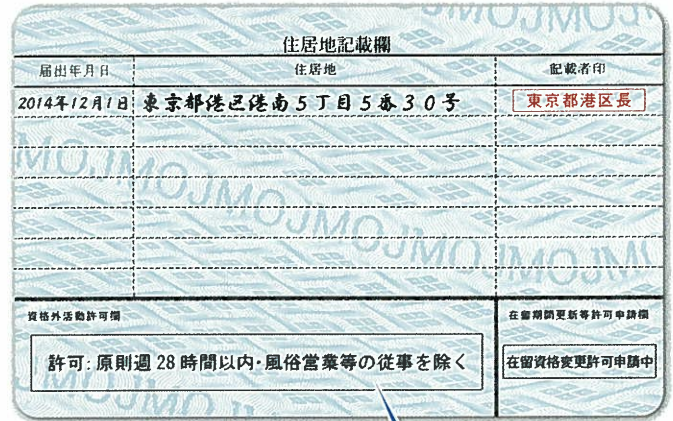 住居地記載欄
届出年月日 住居地 記載者印
2014年12月1日 東京都港区港南5丁目5番30号 東京都港区長
資格外活動許可欄 在留期間更新等許可申請欄
許可:原則週28時間以内・風俗営業等の従事を除く 在留資格変更許可申請中
MOJMOJMOJMOJMOJMOJ